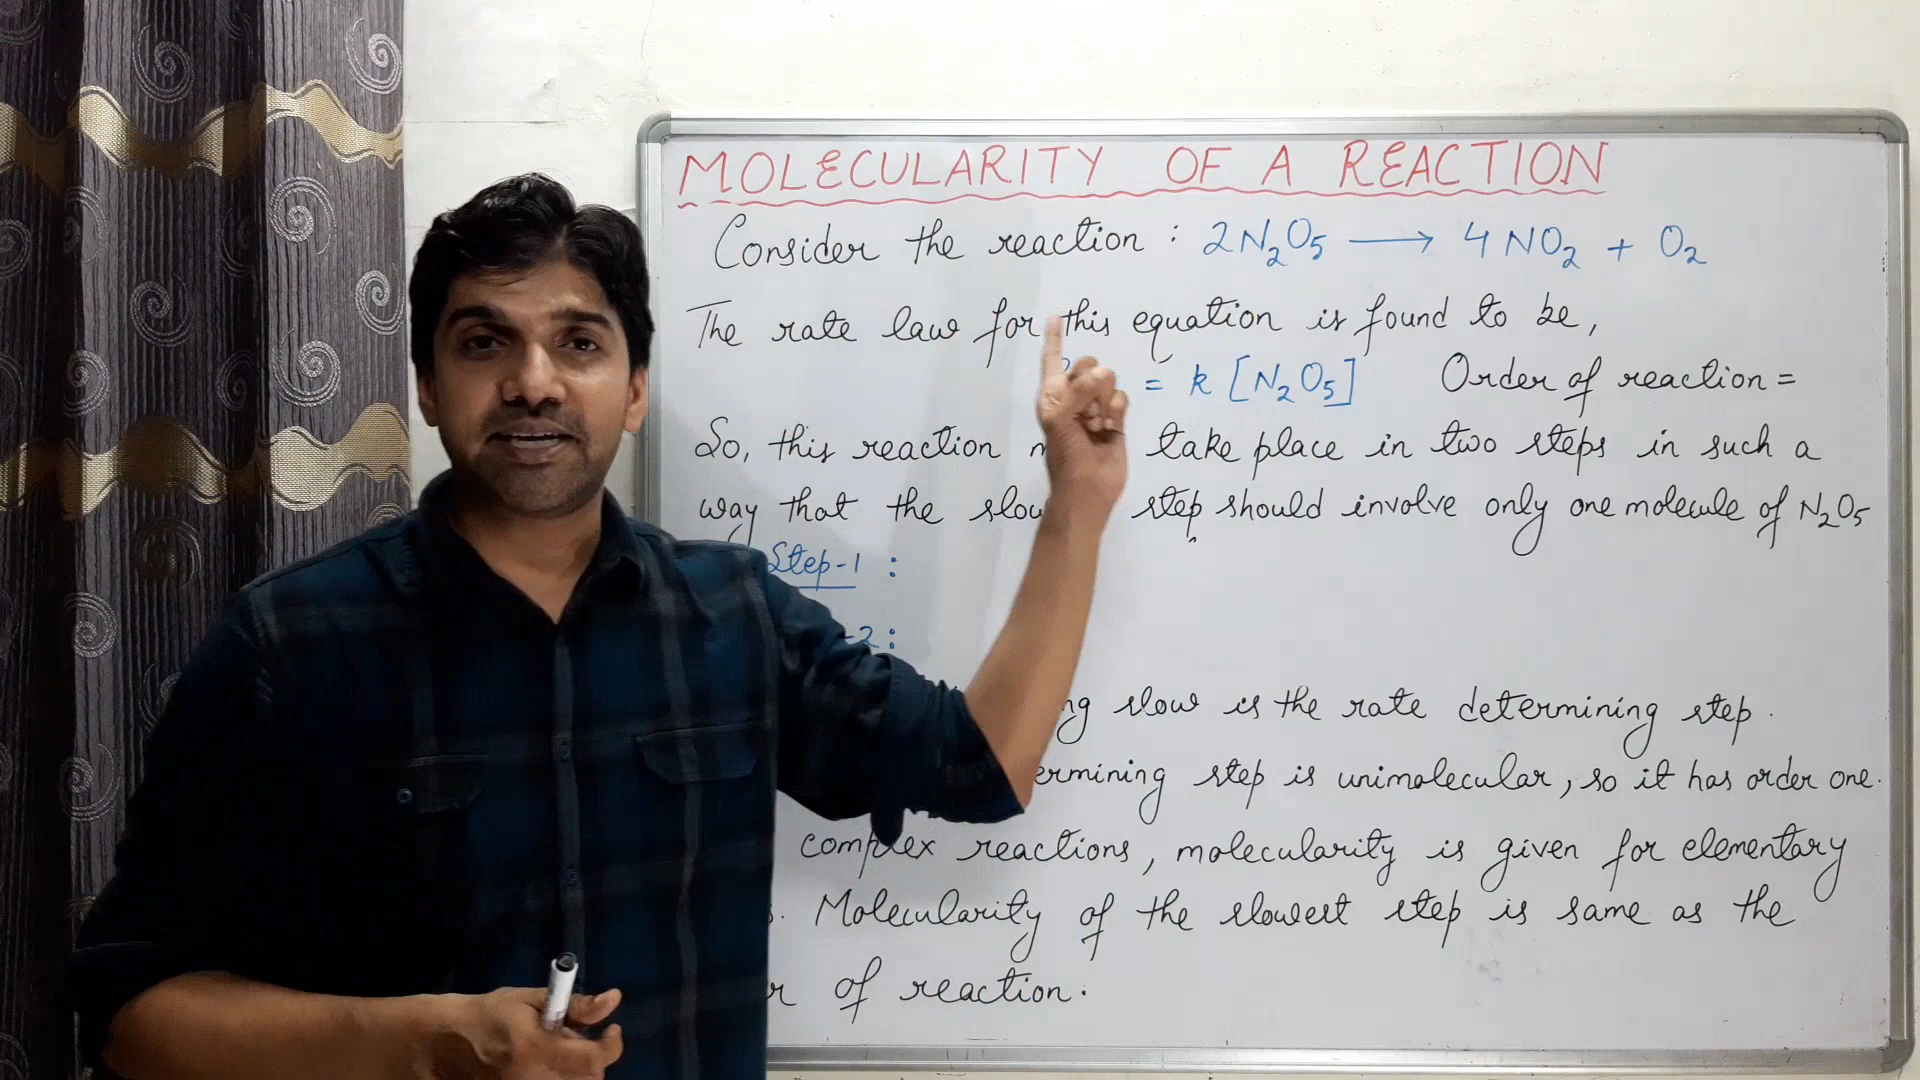 MOLECULARITY OF A REACTION
Consider the reaction : 2N₂O₅ ⟶ 4NO₂ + O₂
The rate law for this equation is found to be,
= k [N₂O₅] Order of reaction =
So, this reaction take place in two steps in such a
way that the step should involve only one molecule of N₂O₅
Step-1 :
-2 :
slow is the rate determining step.
step is unimolecular, so it has order one.
complex reactions, molecularity is given for elementary
Molecularity of the slowest step is same as the
of reaction.